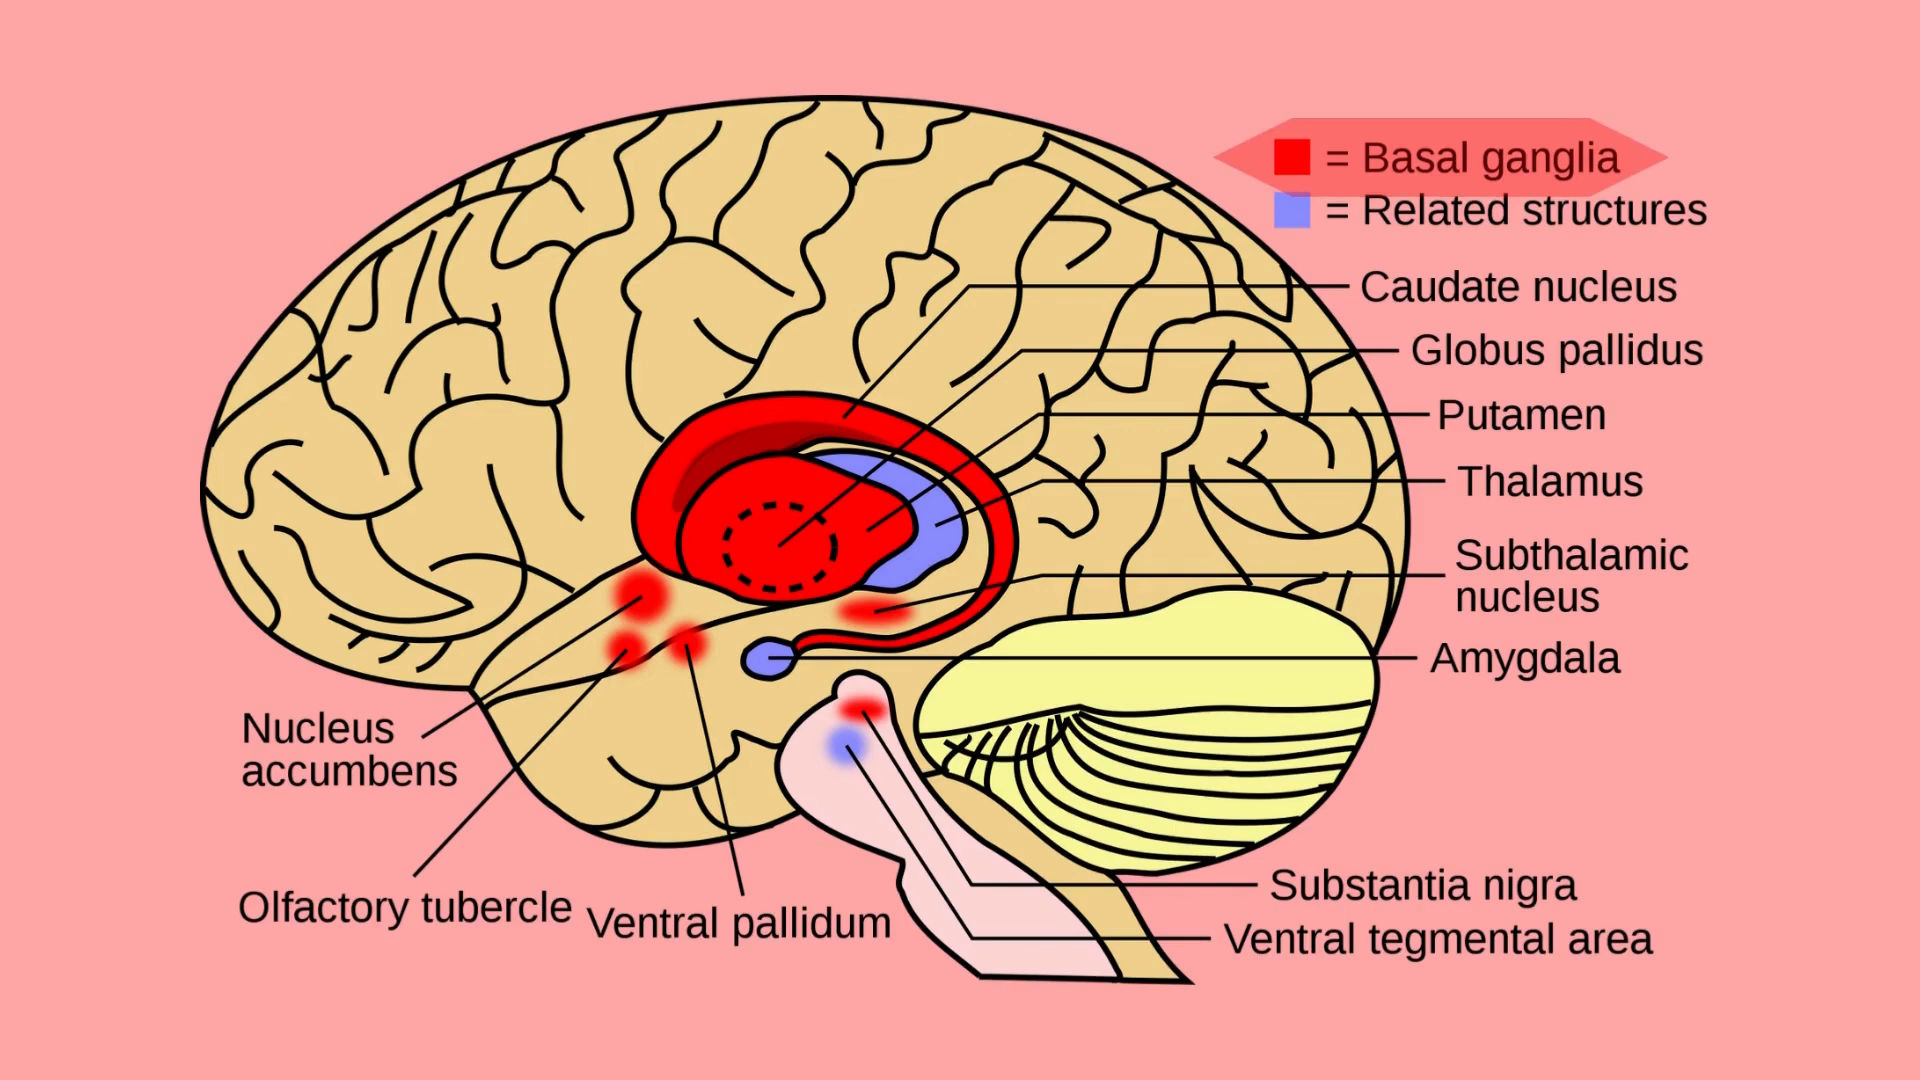 = Basal ganglia
= Related structures
Caudate nucleus
Globus pallidus
Putamen
Thalamus
Subthalamic
nucleus
Amygdala
Nucleus
accumbens
Olfactory tubercle
Ventral pallidum
Substantia nigra
Ventral tegmental area